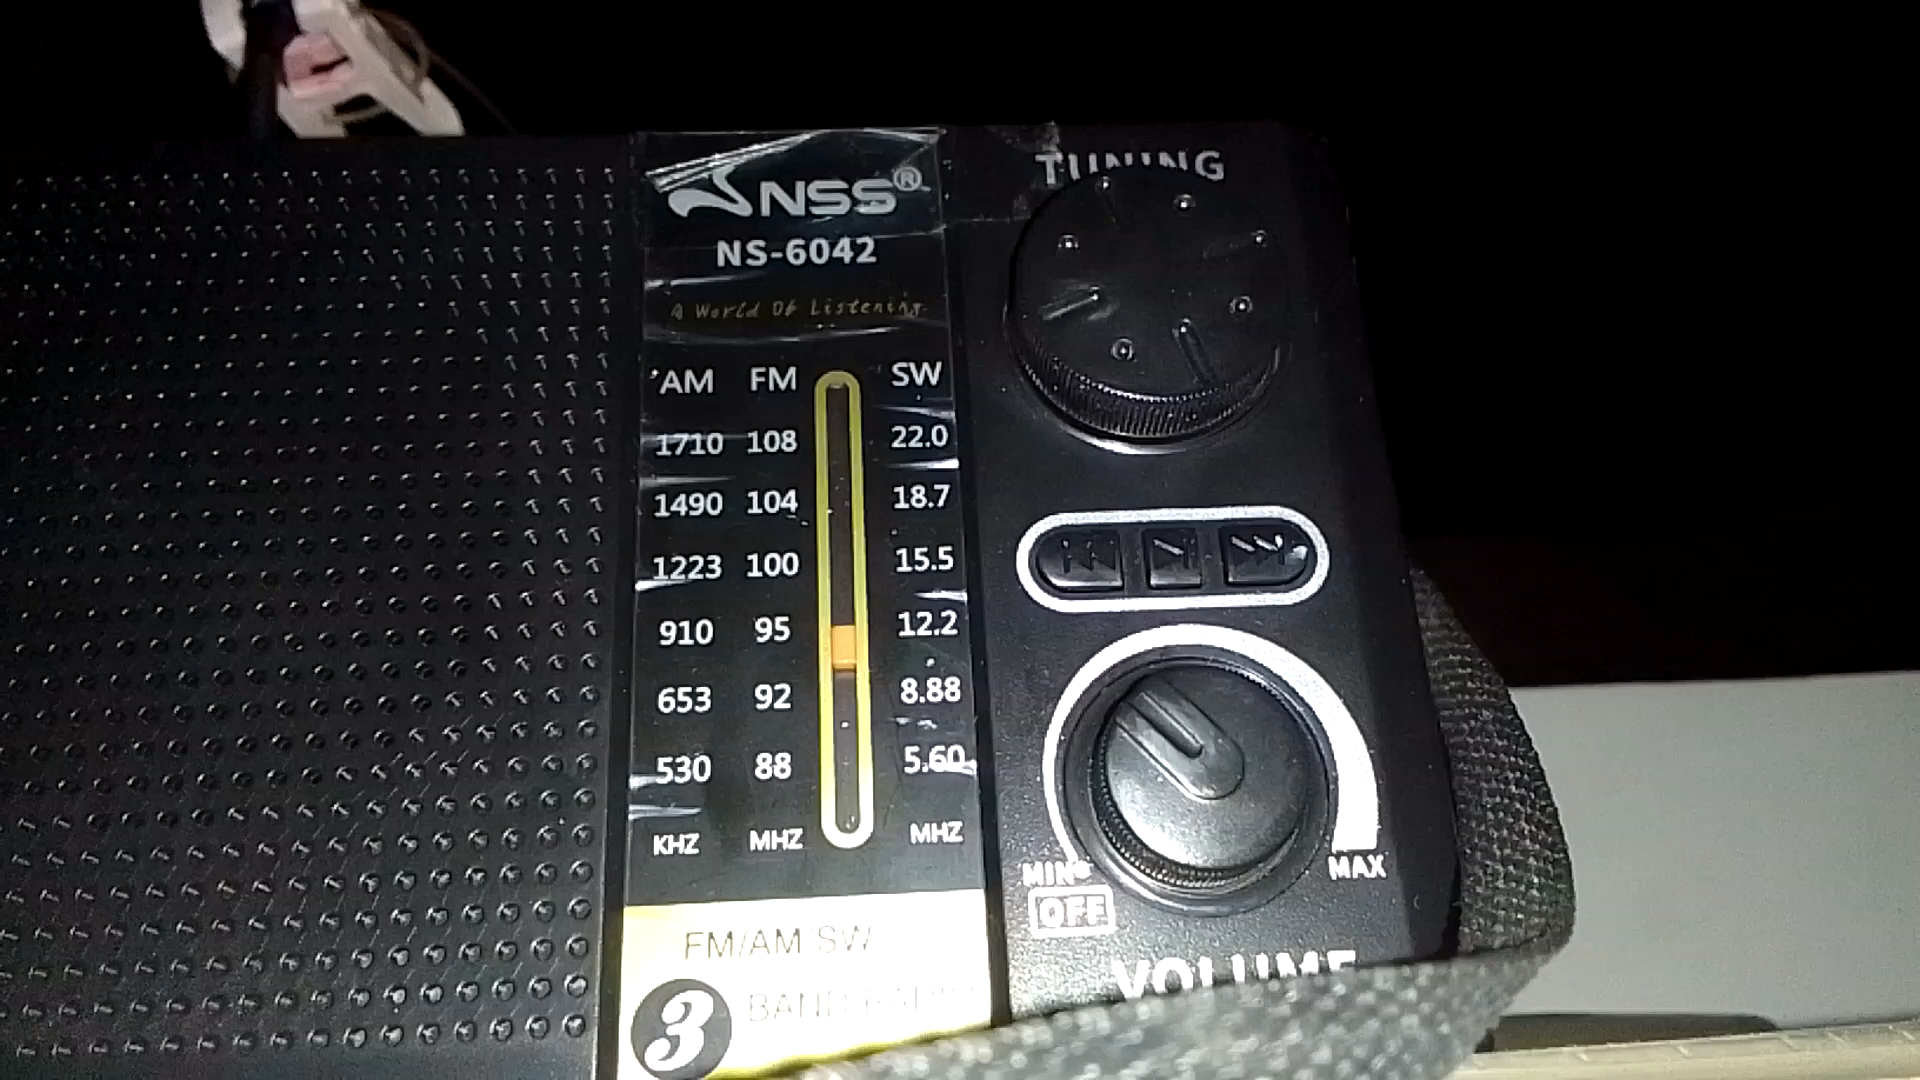 NSS®
NS-6042
A World Of Listening
AM FM SW
1710 108 22.0
1490 104 18.7
1223 100 15.5
910 95 12.2
653 92 8.88
530 88 5.60
KHZ MHZ MHZ
FM/AM SW
3 BAND RADIO
TUNING
MIN MAX
OFF
VOLUME